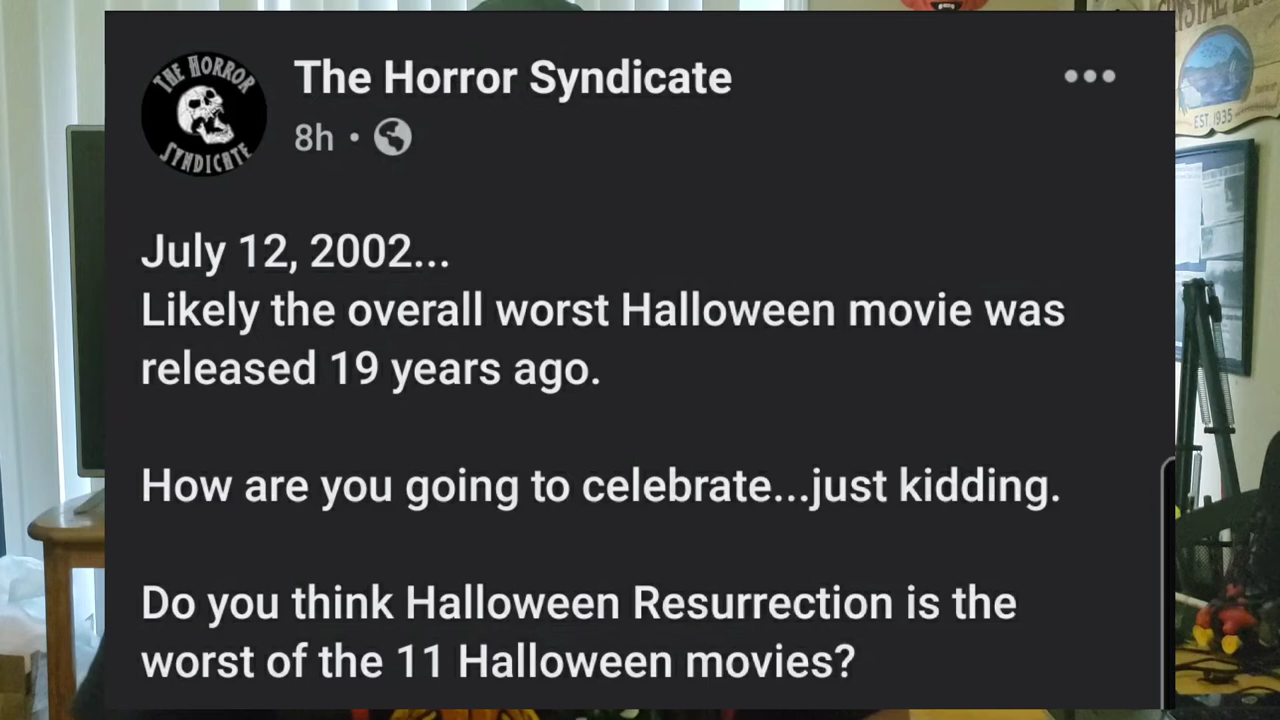 THE HORROR
SYNDICATE
The Horror Syndicate
8h •
July 12, 2002...
Likely the overall worst Halloween movie was
released 19 years ago.
How are you going to celebrate...just kidding.
Do you think Halloween Resurrection is the
worst of the 11 Halloween movies?
EST. 1935